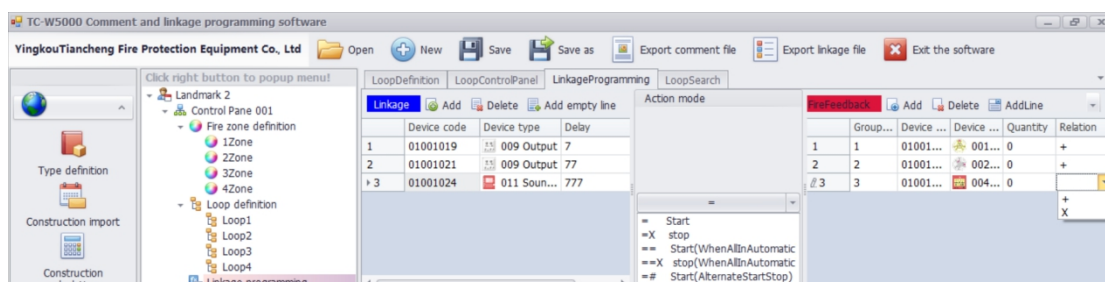 TC-W5000 Comment and linkage programming software
YingkouTiancheng Fire Protection Equipment Co., Ltd Open New Save Save as Export comment file Export linkage file Exit the software
Click right button to popup menu!
Landmark 2
Control Pane 001
Fire zone definition
1Zone
2Zone
3Zone
4Zone
Loop definition
Loop1
Loop2
Loop3
Loop4
Linkage programming
Type definition
Construction import
Construction
LoopDefinition LoopControlPanel LinkageProgramming LoopSearch
Linkage Add Delete Add empty line
Device code Device type Delay
1 01001019 009 Output 7
2 01001021 009 Output 77
3 01001024 011 Soun... 777
Action mode
=
= Start
=X stop
== Start(WhenAllInAutomatic
==X stop(WhenAllInAutomatic
=# Start(AlternateStartStop)
FireFeedback Add Delete AddLine
Group... Device ... Device ... Quantity Relation
1 1 01001... 001... 0 +
2 2 01001... 002... 0 +
3 3 01001... 004... 0
+
X